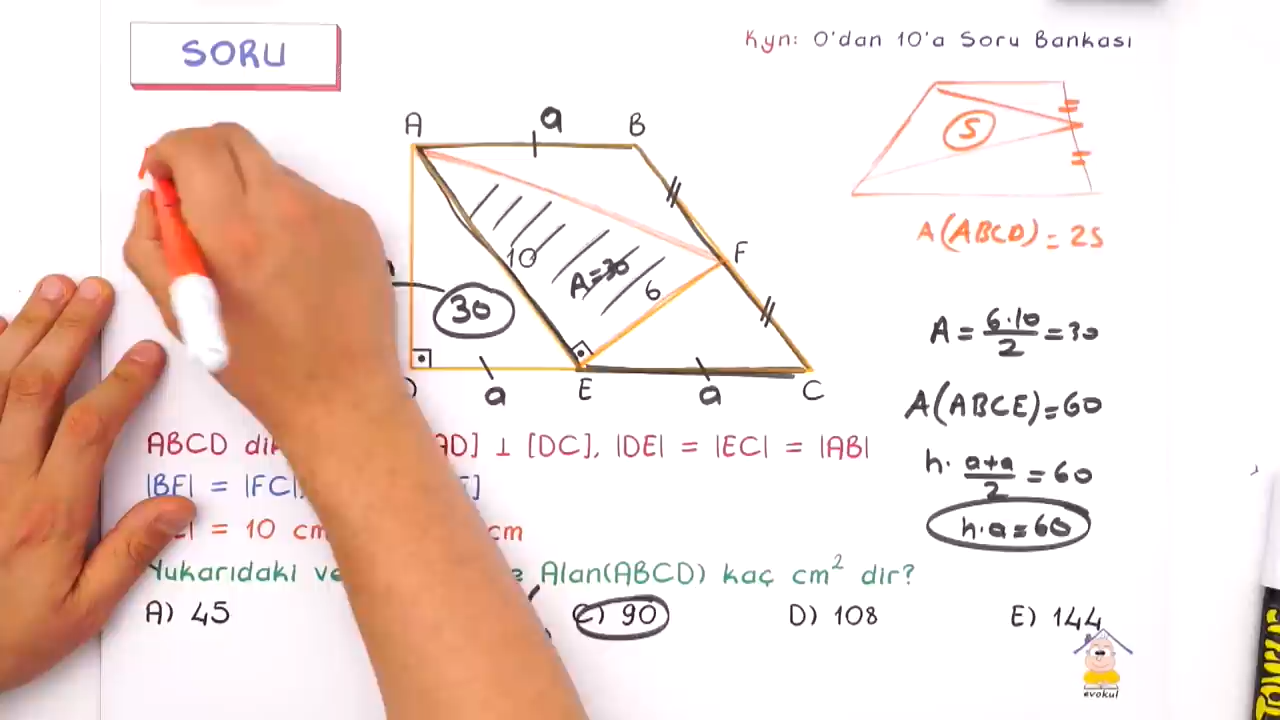 SORU
Kyn: 0'dan 10'a Soru Bankası
A a B
S
A(ABCD) = 2S
F
10
A=30
6
30
A = 6.10/2 = 30
a E a C
A(ABCE)=60
ABCD AD] ⊥ [DC], |DE| = |EC| = |AB|
h. a+a/2 = 60
|BF| = |FC|,
h.a=60
= 10 cm cm
Yukarıdaki Alan(ABCD) kaç cm² dir?
A) 45 C) 90 D) 108 E) 144
evokul